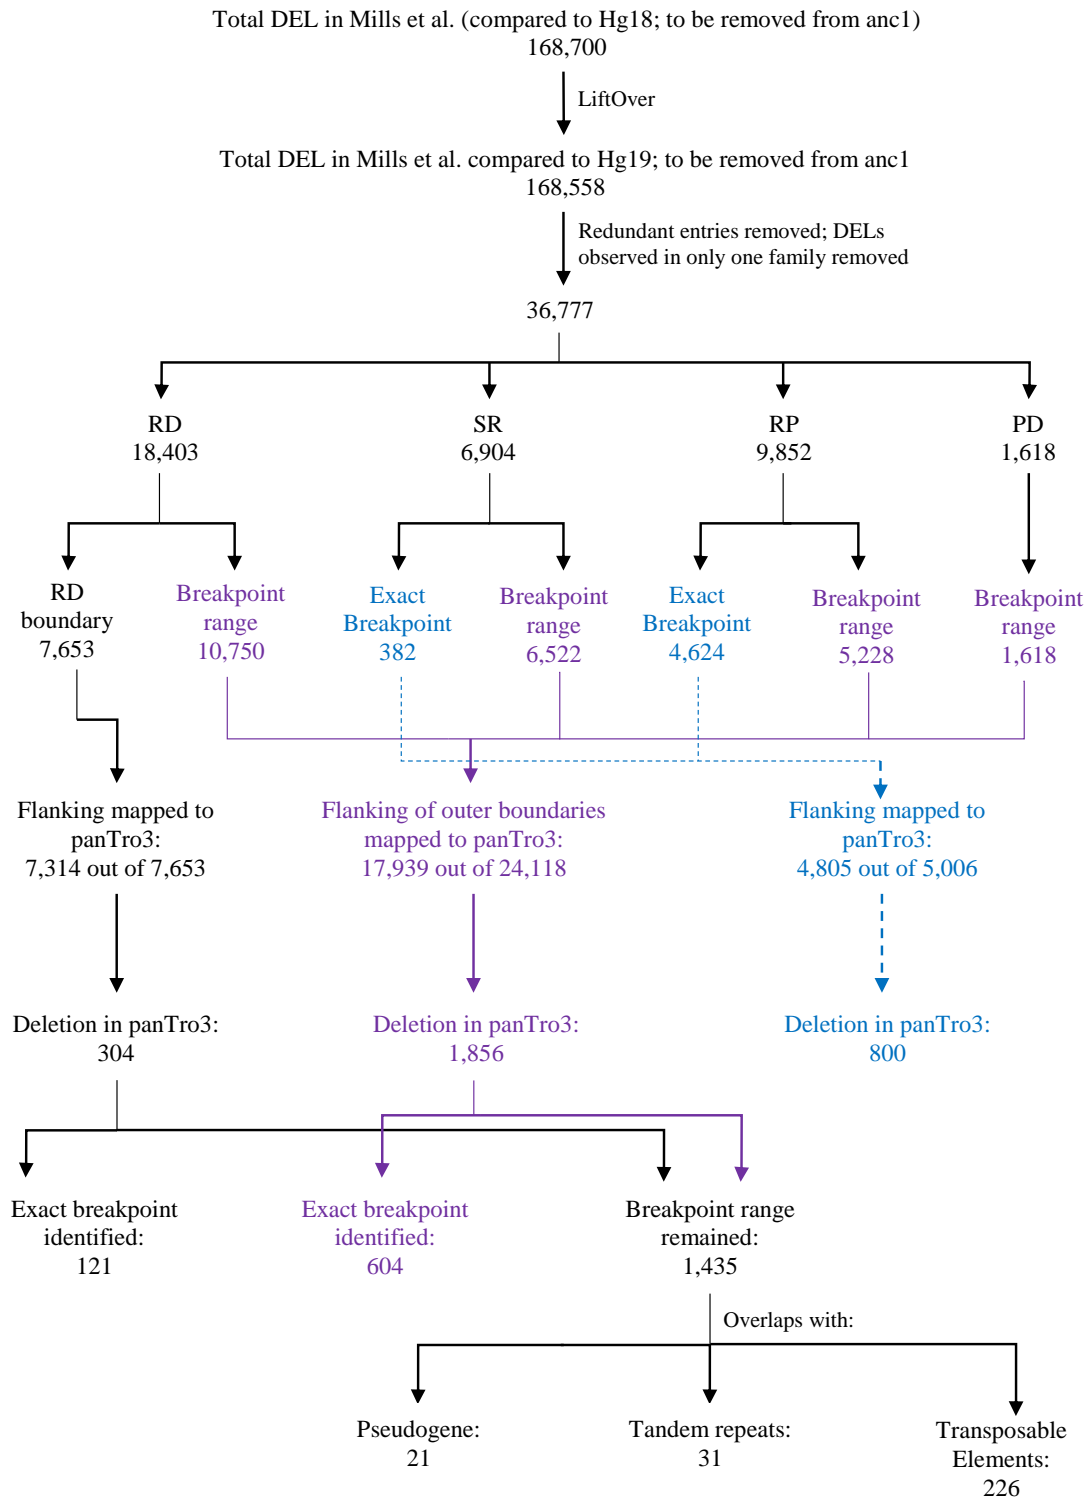 Total DEL in Mills et al. (compared to Hg18; to be removed from anc1)
168,700
LiftOver
Total DEL in Mills et al. compared to Hg19; to be removed from anc1
168,558
Redundant entries removed; DELs
observed in only one family removed
36,777
RD
18,403
SR
6,904
RP
9,852
PD
1,618
RD
boundary
7,653
Breakpoint
range
10,750
Exact
Breakpoint
382
Breakpoint
range
6,522
Exact
Breakpoint
4,624
Breakpoint
range
5,228
Breakpoint
range
1,618
Flanking mapped to
panTro3:
7,314 out of 7,653
Flanking of outer boundaries
mapped to panTro3:
17,939 out of 24,118
Flanking mapped to
panTro3:
4,805 out of 5,006
Deletion in panTro3:
304
Deletion in panTro3:
1,856
Deletion in panTro3:
800
Exact breakpoint
identified:
121
Exact breakpoint
identified:
604
Breakpoint range
remained:
1,435
Overlaps with:
Pseudogene:
21
Tandem repeats:
31
Transposable
Elements:
226